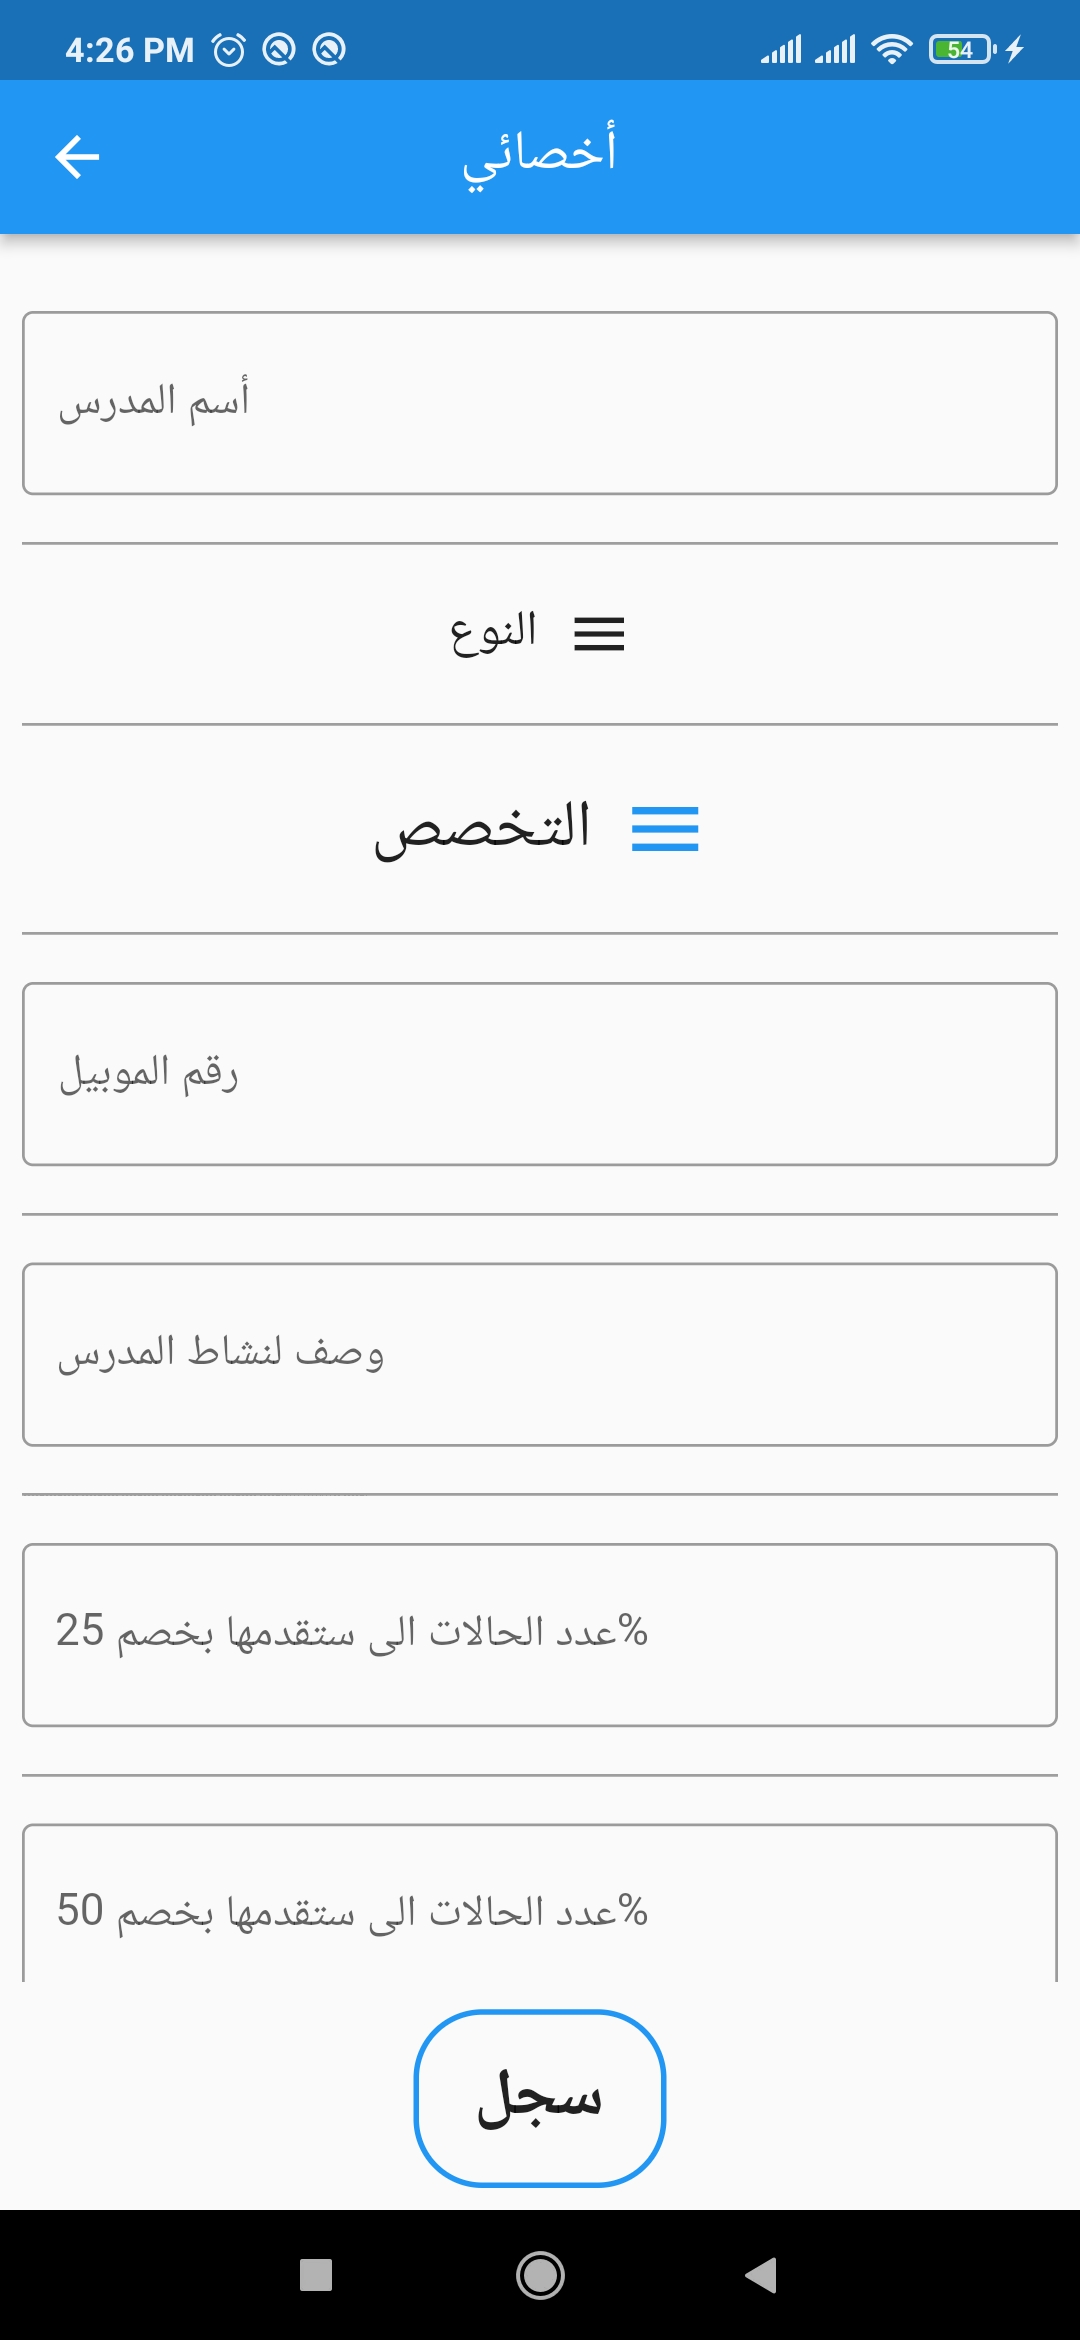 4:26 PM
54
أخصائي
أسم المدرس
النوع
التخصص
رقم الموبيل
وصف لنشاط المدرس
%عدد الحالات الى ستقدمها بخصم 25
%عدد الحالات الى ستقدمها بخصم 50
سجل